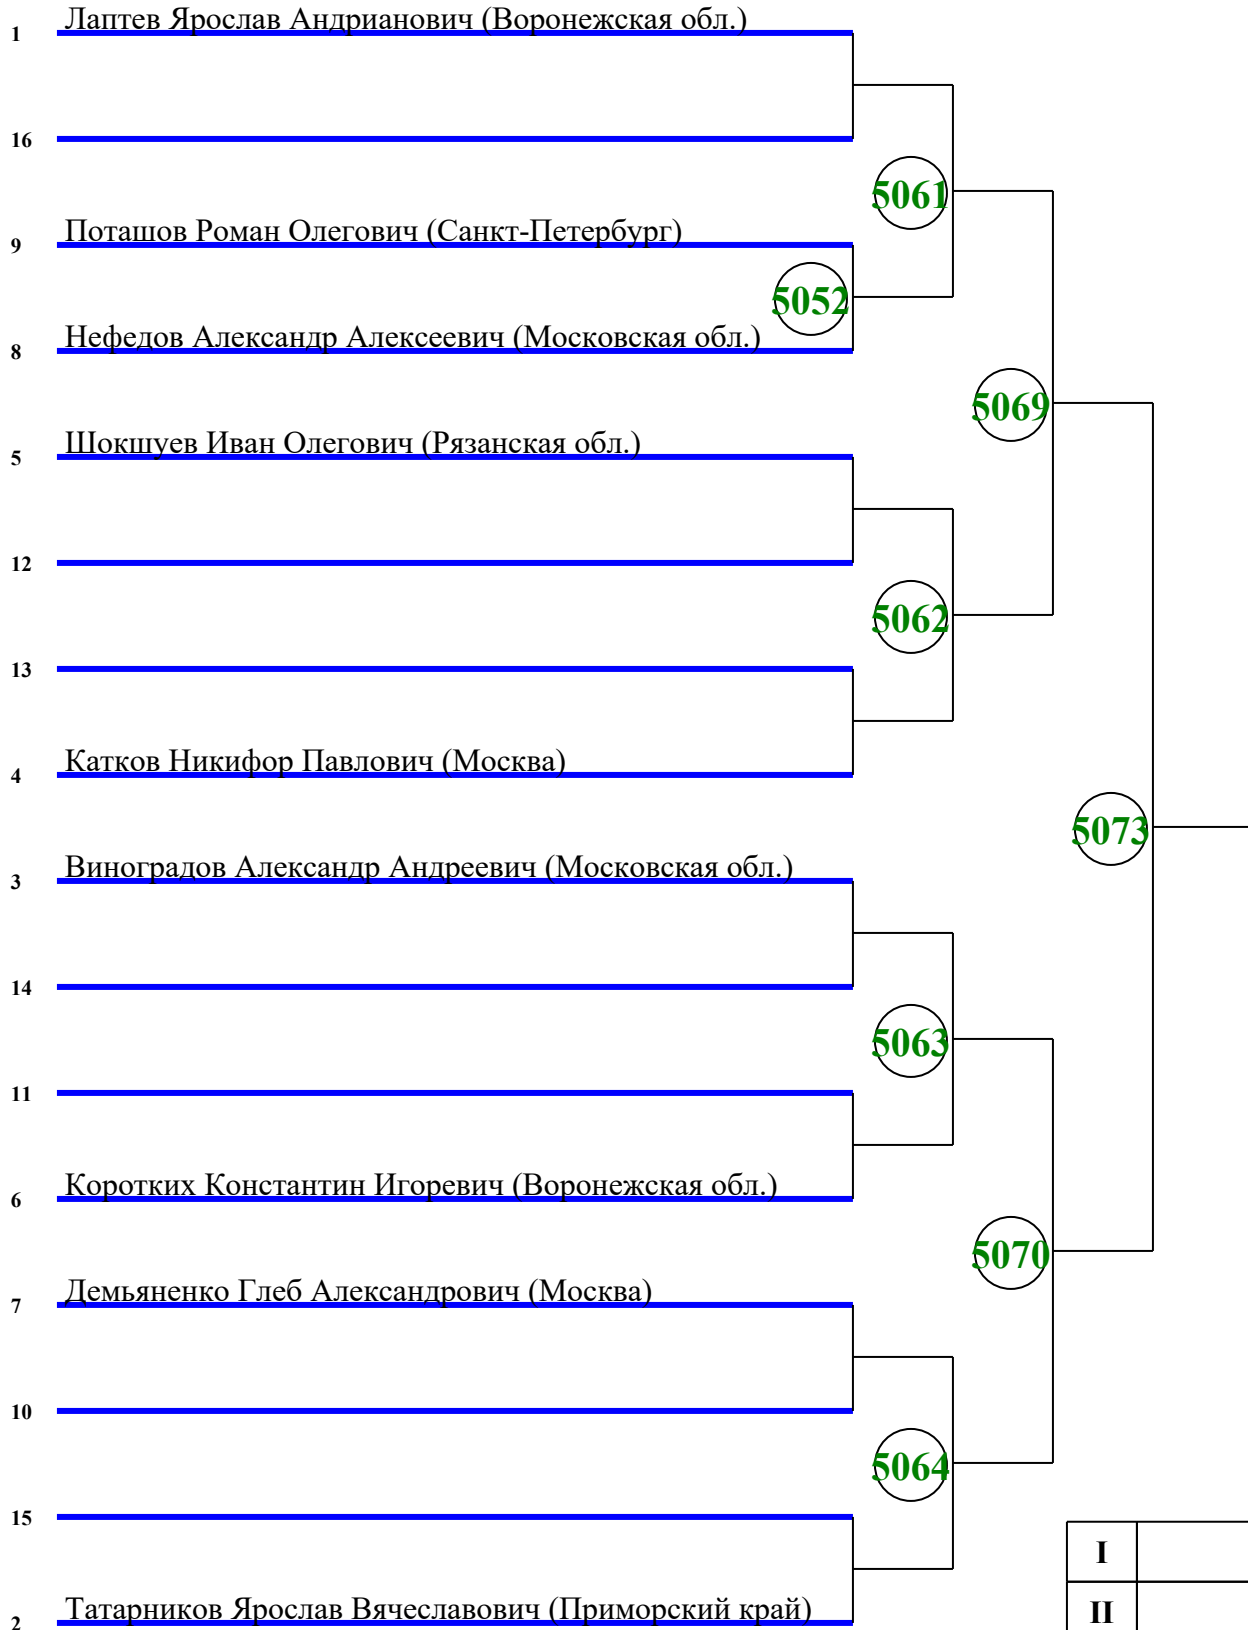 Лаптев Ярослав Андрианович (Воронежская обл.)
1
16
5061
Поташов Роман Олегович (Санкт-Петербург)
9
5052
Нефедов Александр Алексеевич (Московская обл.)
8
5069
Шокшуев Иван Олегович (Рязанская обл.)
5
12
5062
13
Катков Никифор Павлович (Москва)
4
5073
Виноградов Александр Андреевич (Московская обл.)
3
14
5063
11
Коротких Константин Игоревич (Воронежская обл.)
6
5070
Демьяненко Глеб Александрович (Москва)
7
10
5064
15
I
Татарников Ярослав Вячеславович (Приморский край)
2
II